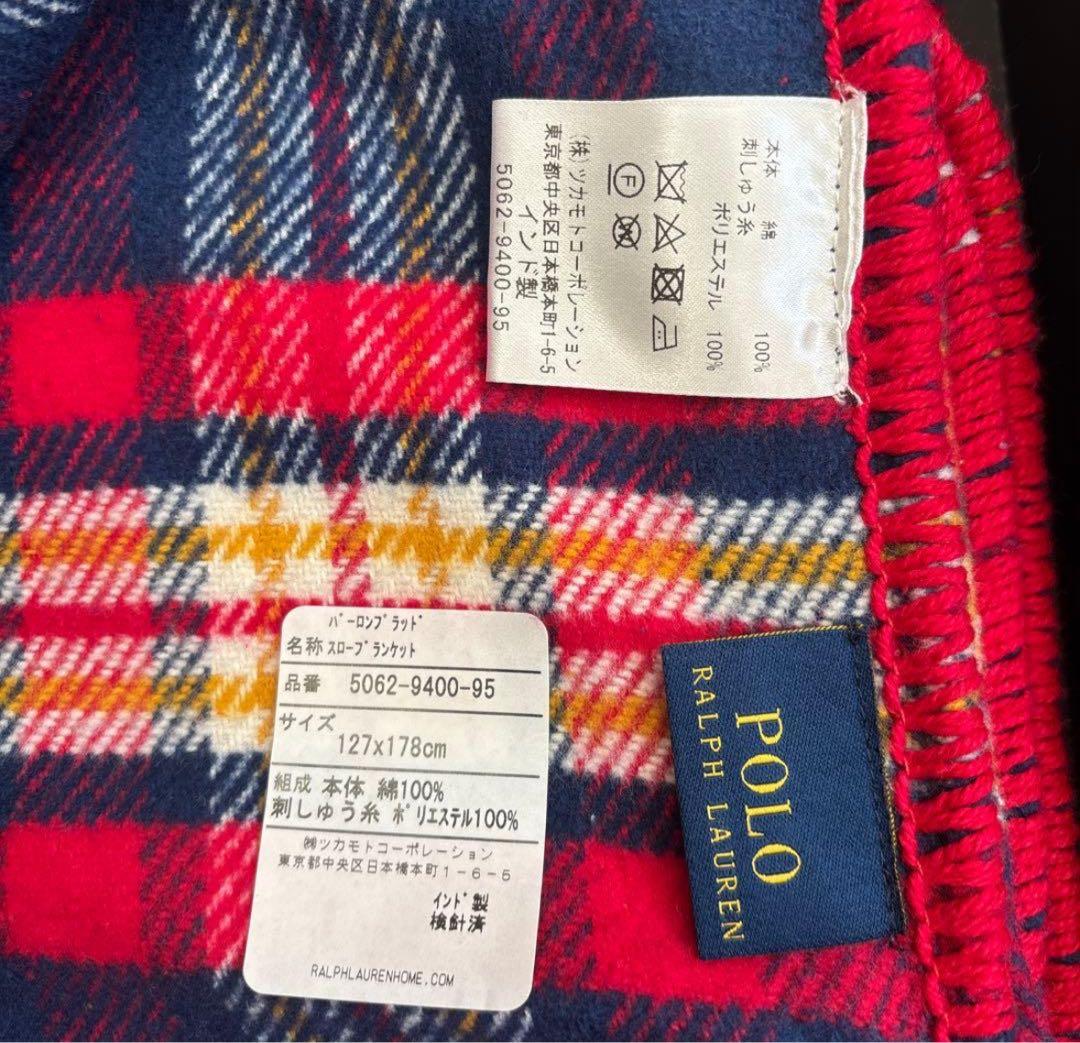 本体 綿 100%
刺しゅう糸 ポリエステル 100%
F
W
(株)ツカモトコーポレーション
東京都中央区日本橋本町1-6-5
インド製
5062-9400-95
バーロンプラッド
名称 スローブランケット
品番 5062-9400-95
サイズ
127x178cm
組成 本体 綿100%
刺しゅう糸 ポリエステル100%
㈱ツカモトコーポレーション
東京都中央区日本橋本町1-6-5
インド製
検針済
RALPHLAURENHOME.COM
POLO
RALPH LAUREN